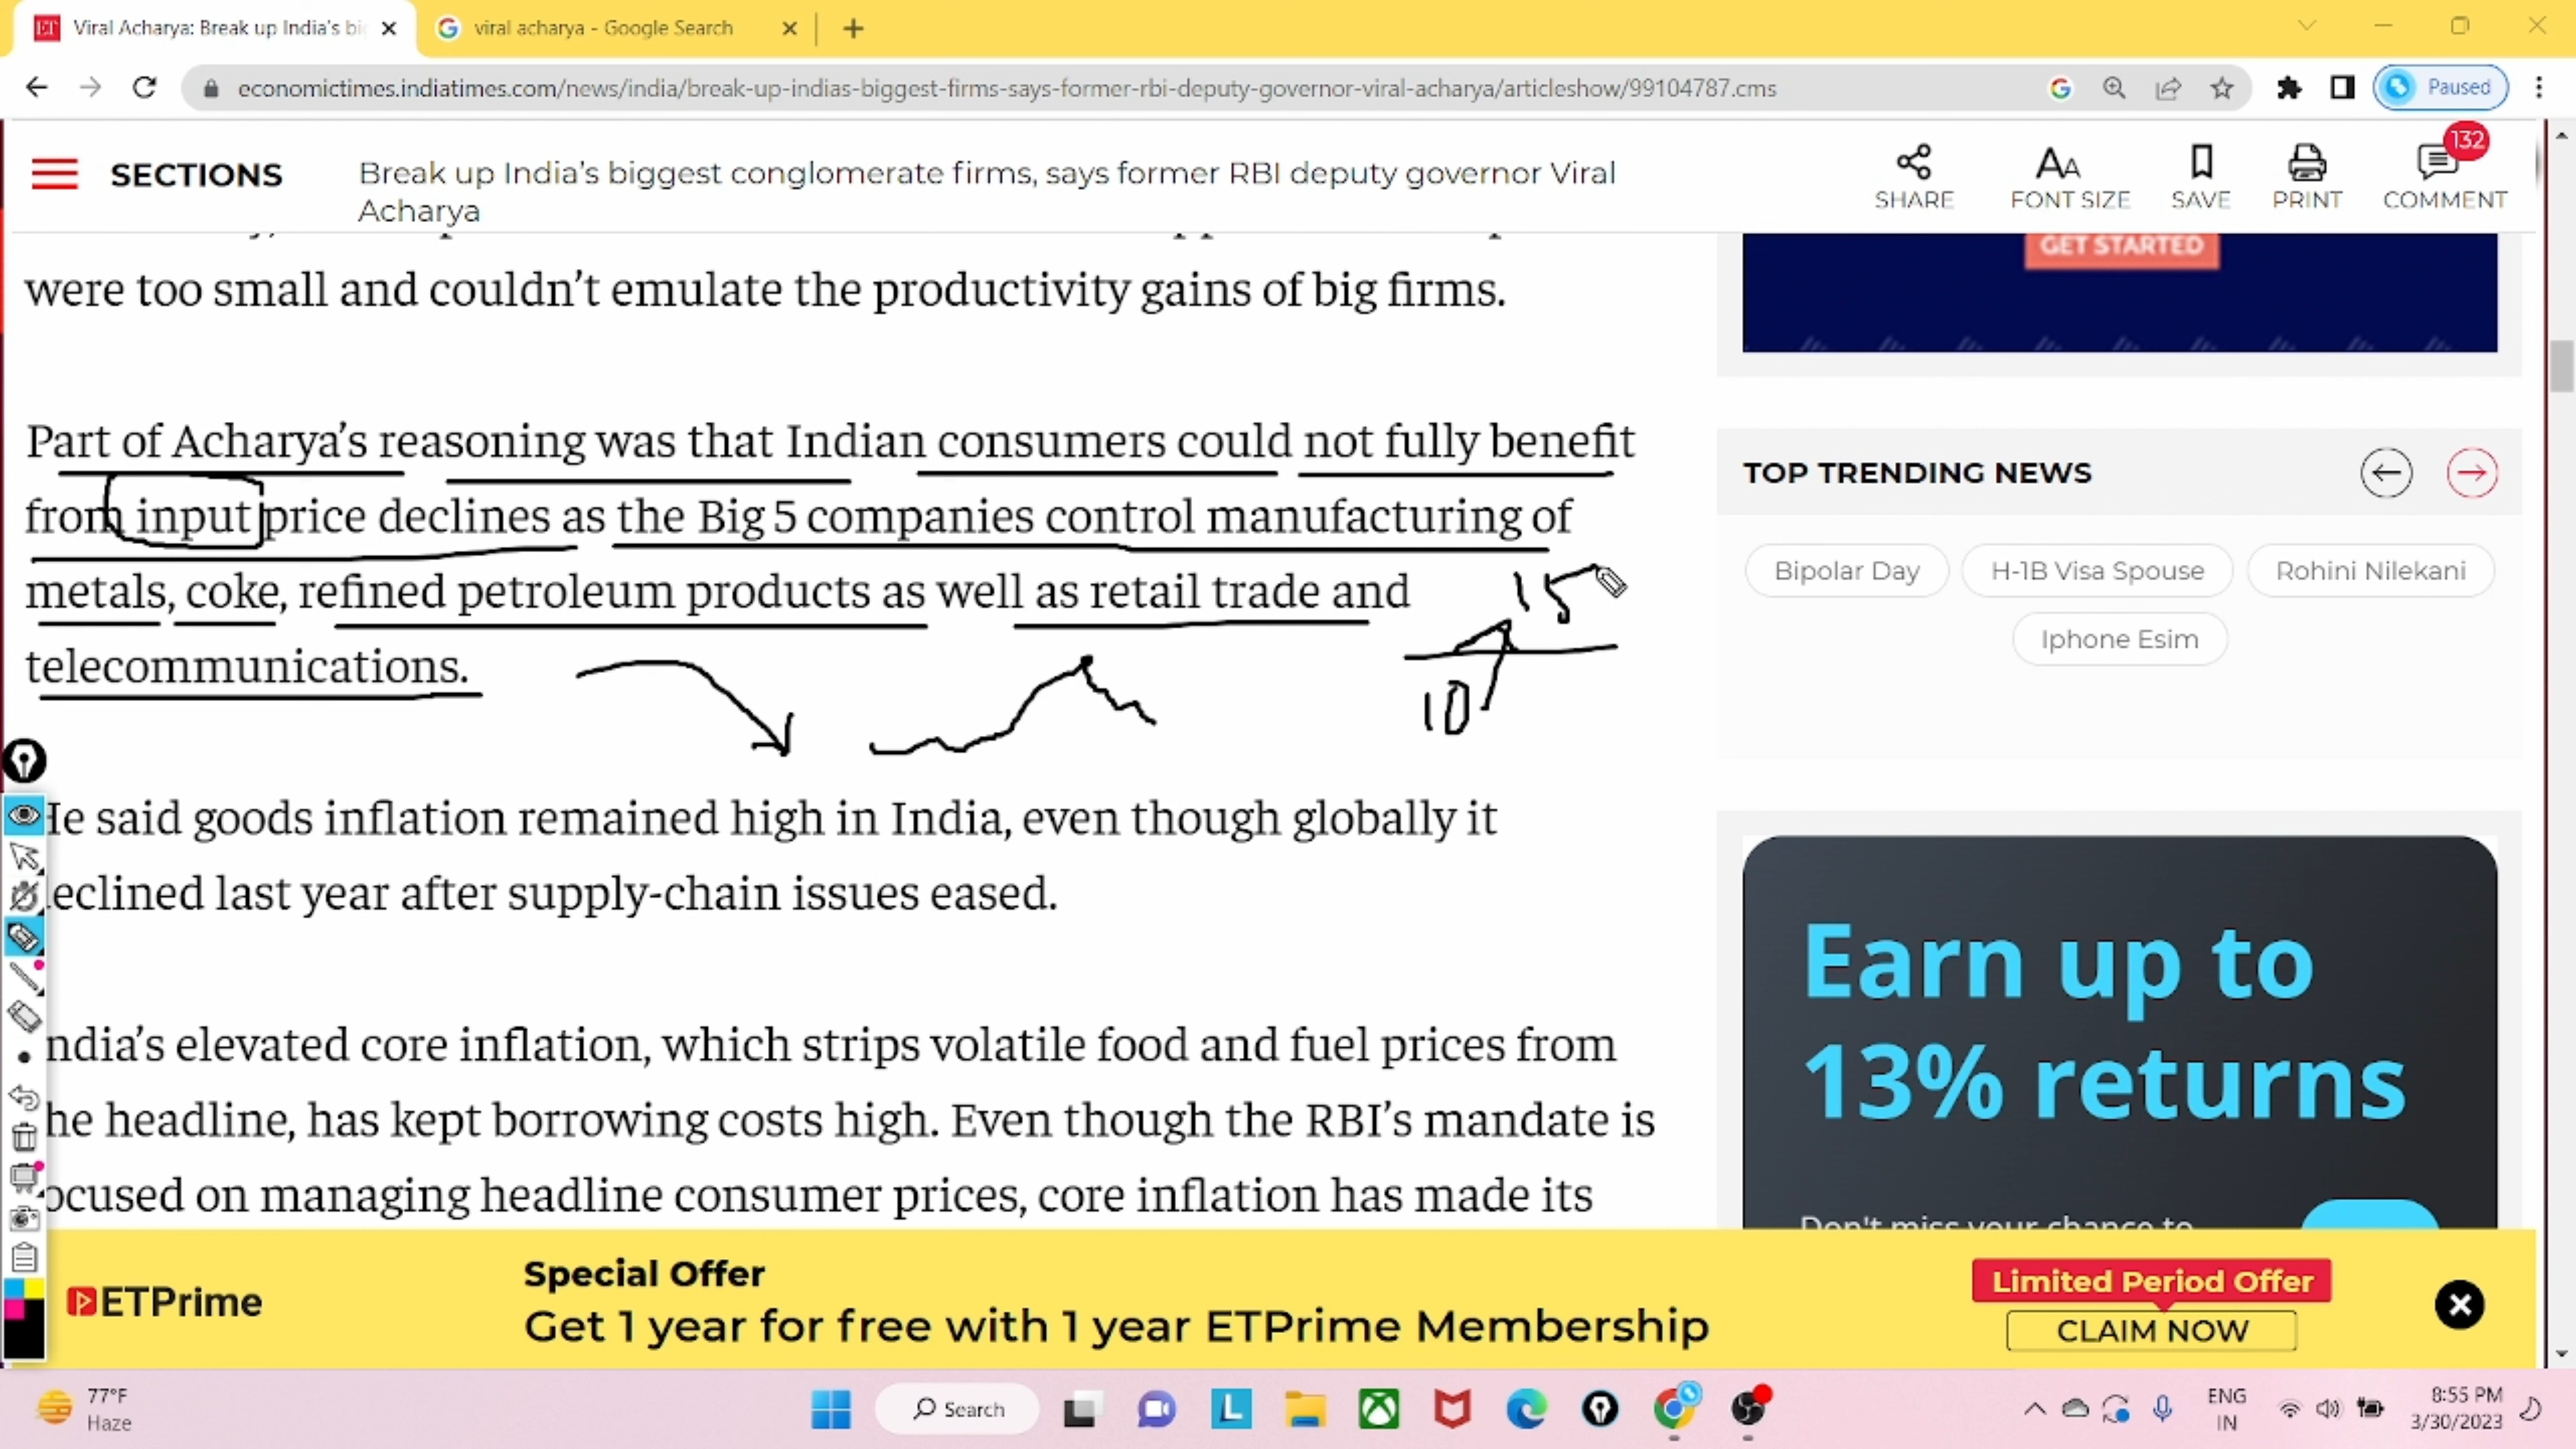 Viral Acharya: Break up India's bi
viral acharya - Google Search
economictimes.indiatimes.com/news/india/break-up-indias-biggest-firms-says-former-rbi-deputy-governor-viral-acharya/articleshow/99104787.cms
Paused
SECTIONS
Break up India's biggest conglomerate firms, says former RBI deputy governor Viral
Acharya
SHARE
FONT SIZE
SAVE
PRINT
132
COMMENT
were too small and couldn't emulate the productivity gains of big firms.
Part of Acharya's reasoning was that Indian consumers could not fully benefit
from input price declines as the Big 5 companies control manufacturing of
metals, coke, refined petroleum products as well as retail trade and
telecommunications.
10
He said goods inflation remained high in India, even though globally it
declined last year after supply-chain issues eased.
India's elevated core inflation, which strips volatile food and fuel prices from
the headline, has kept borrowing costs high. Even though the RBI's mandate is
focused on managing headline consumer prices, core inflation has made its
GET STARTED
TOP TRENDING NEWS
Bipolar Day
H-1B Visa Spouse
Rohini Nilekani
Iphone Esim
Earn up to
13% returns
Don't miss your chance to
ETPrime
Special Offer
Get 1 year for free with 1 year ETPrime Membership
Limited Period Offer
CLAIM NOW
77°F
Haze
Search
ENG
IN
8:55 PM
3/30/2023